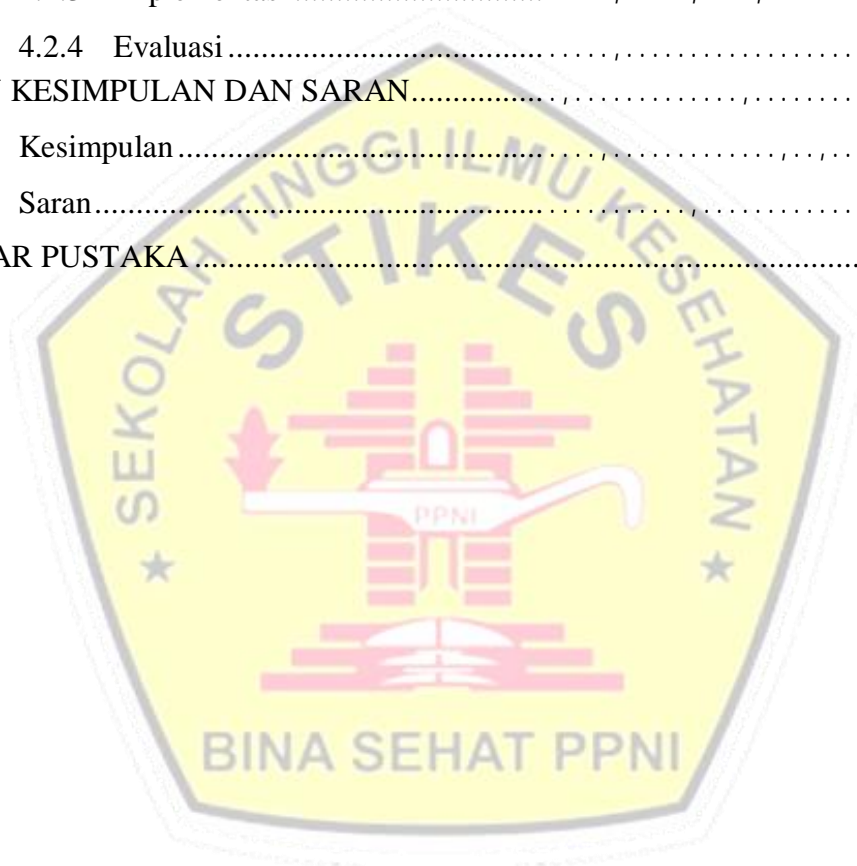 4.2.4 Evaluasi
KESIMPULAN DAN SARAN
Kesimpulan
Saran
AR PUSTAKA
SEKOLAH TINGGI ILMU KESEHATAN
STIKES
PPNI
BINA SEHAT PPNI